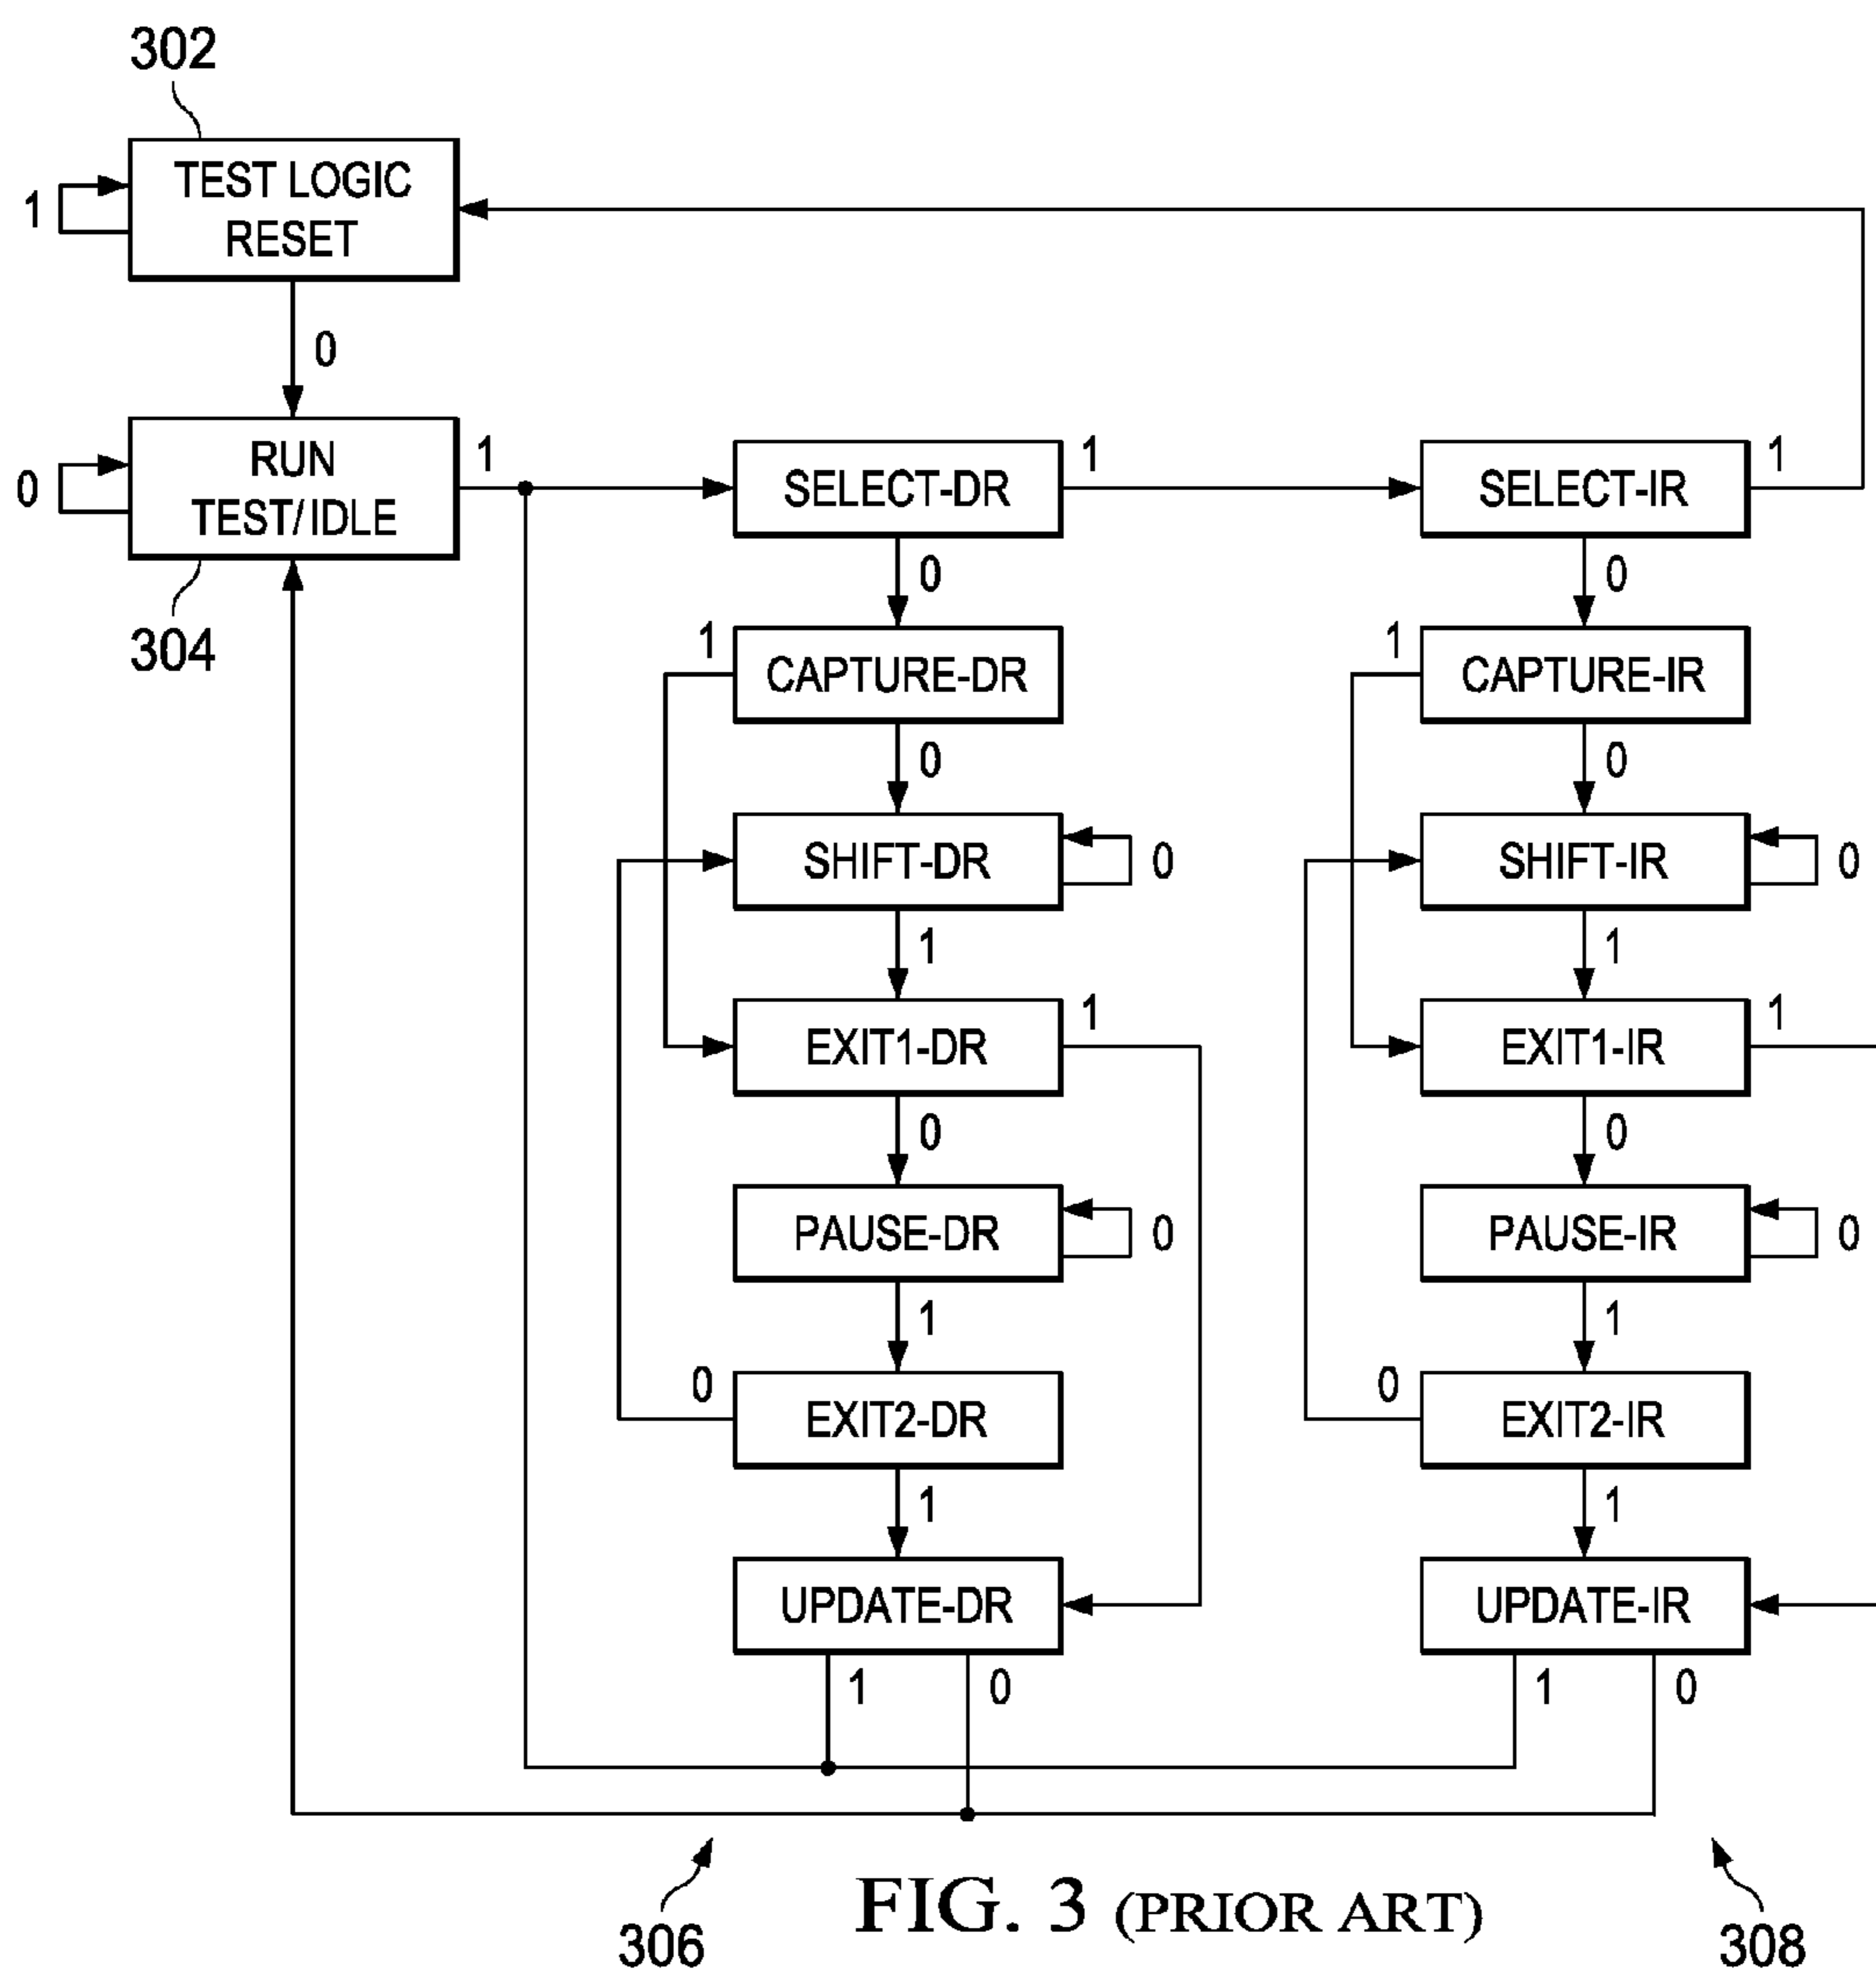 302
TEST LOGIC
RESET
1
0
RUN
TEST/IDLE
0
1
304
SELECT-DR
1
SELECT-IR
1
0
0
1
CAPTURE-DR
1
CAPTURE-IR
0
0
SHIFT-DR
0
SHIFT-IR
0
1
1
EXIT1-DR
1
EXIT1-IR
1
0
0
PAUSE-DR
0
PAUSE-IR
0
1
1
0
EXIT2-DR
0
EXIT2-IR
1
1
UPDATE-DR
UPDATE-IR
1
0
1
0
306
FIG. 3 (PRIOR ART)
308